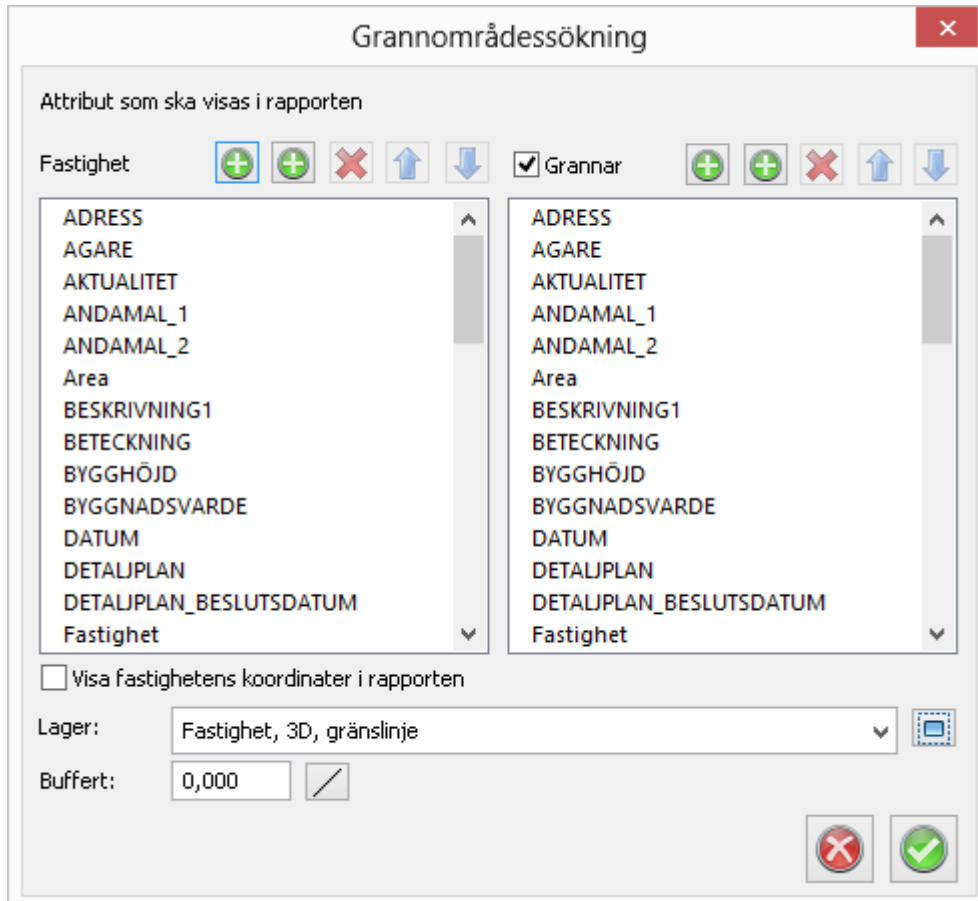 Grannområdessökning
Attribut som ska visas i rapporten
Fastighet
Grannar
ADRESS
AGARE
AKTUALITET
ANDAMAL_1
ANDAMAL_2
Area
BESKRIVNING1
BETECKNING
BYGGHÖJD
BYGGNADSVARDE
DATUM
DETALJPLAN
DETALJPLAN_BESLUTSDATUM
Fastighet
ADRESS
AGARE
AKTUALITET
ANDAMAL_1
ANDAMAL_2
Area
BESKRIVNING1
BETECKNING
BYGGHÖJD
BYGGNADSVARDE
DATUM
DETALJPLAN
DETALJPLAN_BESLUTSDATUM
Fastighet
Visa fastighetens koordinater i rapporten
Lager: Fastighet, 3D, gränslinje
Buffert: 0,000